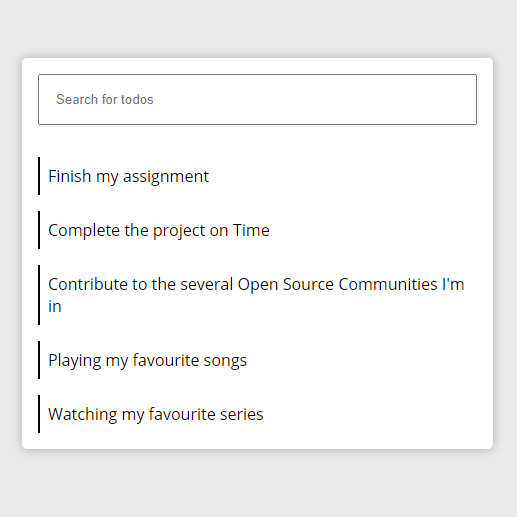 Search for todos
Finish my assignment
Complete the project on Time
Contribute to the several Open Source Communities I'm
in
Playing my favourite songs
Watching my favourite series